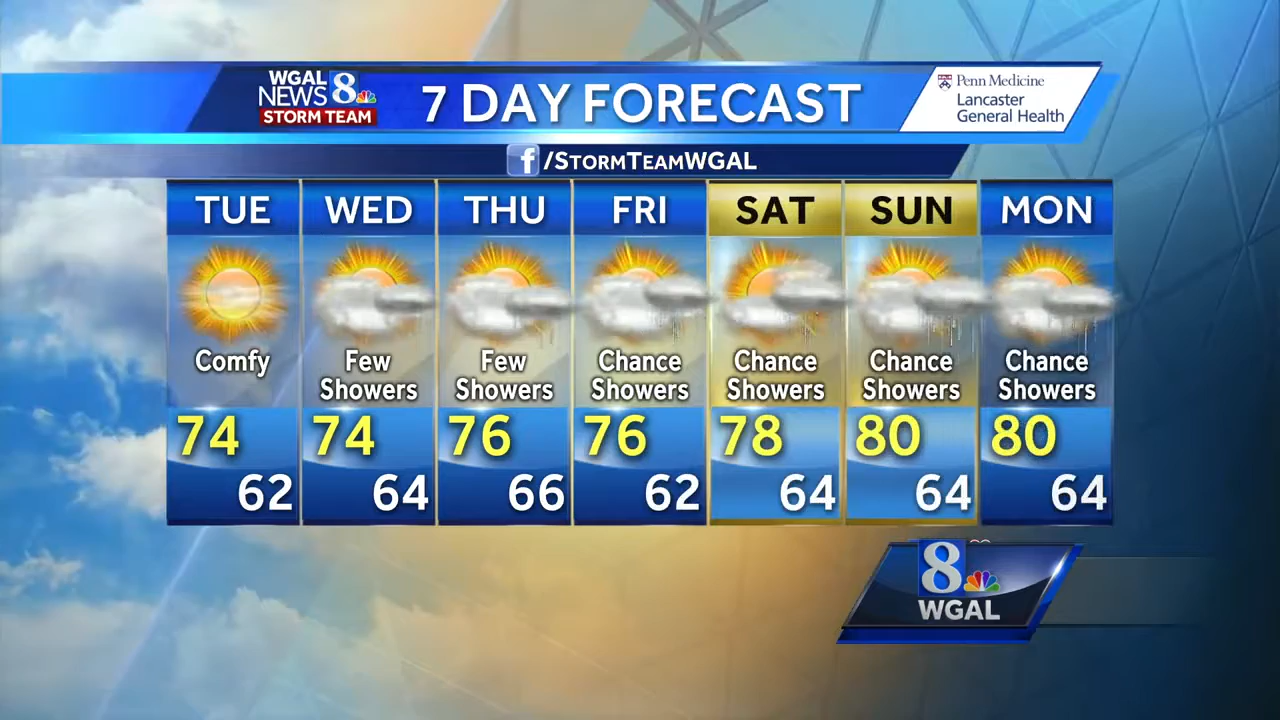 WGAL
NEWS 8
STORM TEAM
7 DAY FORECAST
Penn Medicine
Lancaster
General Health
f /STORMTEAMWGAL
TUE WED THU FRI SAT SUN MON
Comfy Few Showers Few Showers Chance Showers Chance Showers Chance Showers Chance Showers
74 74 76 76 78 80 80
62 64 66 62 64 64 64
8
WGAL